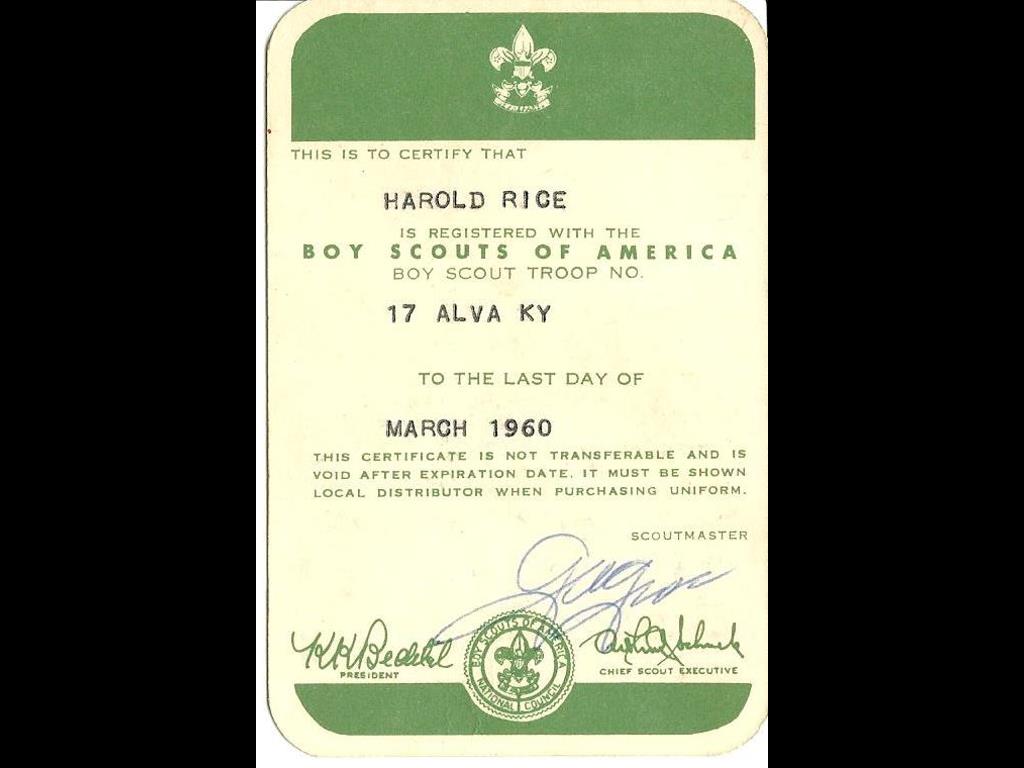 THIS IS TO CERTIFY THAT
HAROLD RICE
IS REGISTERED WITH THE
BOY SCOUTS OF AMERICA
BOY SCOUT TROOP NO.
17 ALVA KY
TO THE LAST DAY OF
MARCH 1960
THIS CERTIFICATE IS NOT TRANSFERABLE AND IS
VOID AFTER EXPIRATION DATE. IT MUST BE SHOWN
LOCAL DISTRIBUTOR WHEN PURCHASING UNIFORM.
SCOUTMASTER
BOY SCOUTS OF AMERICA
NATIONAL COUNCIL
PRESIDENT
CHIEF SCOUT EXECUTIVE